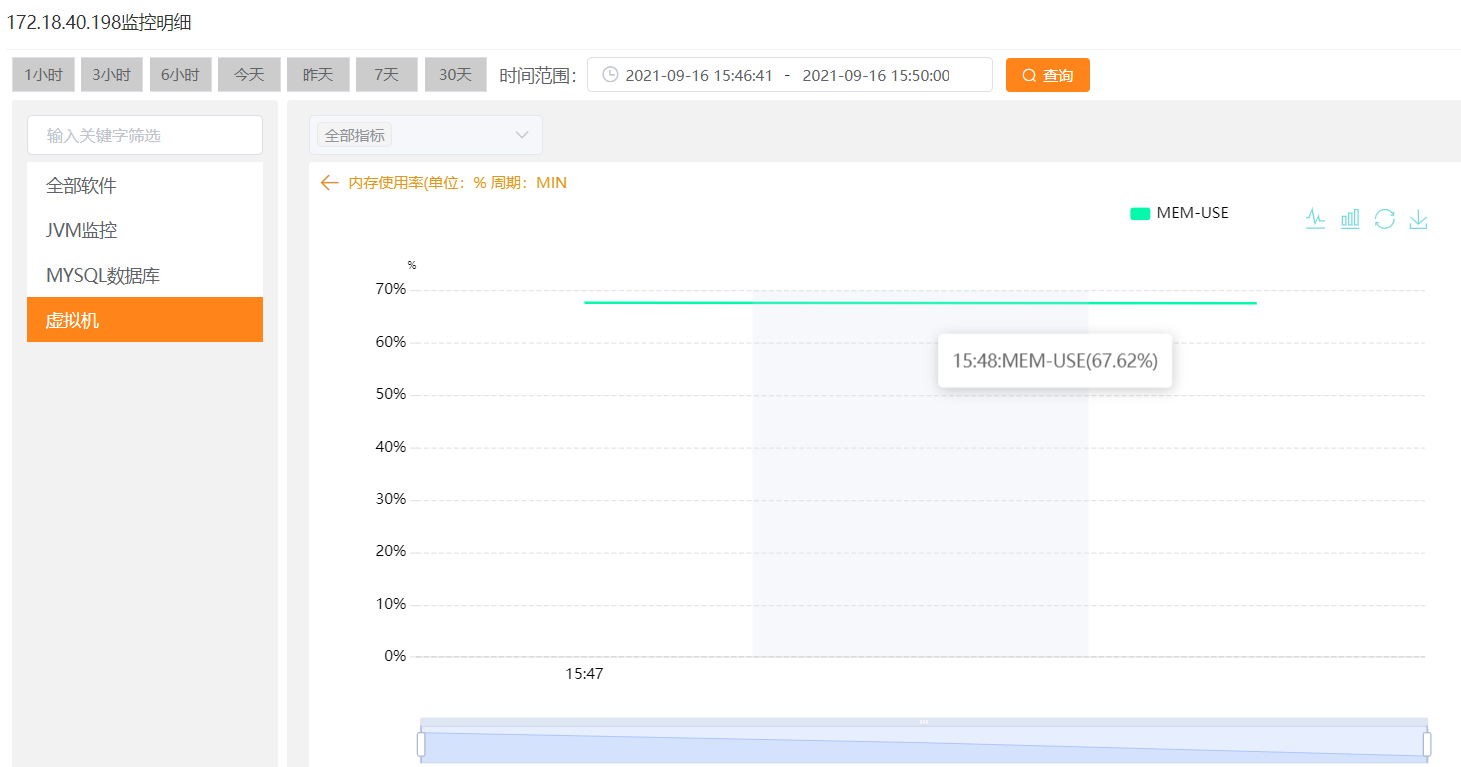 172.18.40.198监控明细
1小时 3小时 6小时 今天 昨天 7天 30天 时间范围： 2021-09-16 15:46:41 - 2021-09-16 15:50:00 查询
输入关键字筛选
全部软件
JVM监控
MYSQL数据库
虚拟机
全部指标
内存使用率(单位：% 周期：MIN
MEM-USE
%
70%
60%
15:48:MEM-USE(67.62%)
50%
40%
30%
20%
10%
0%
15:47